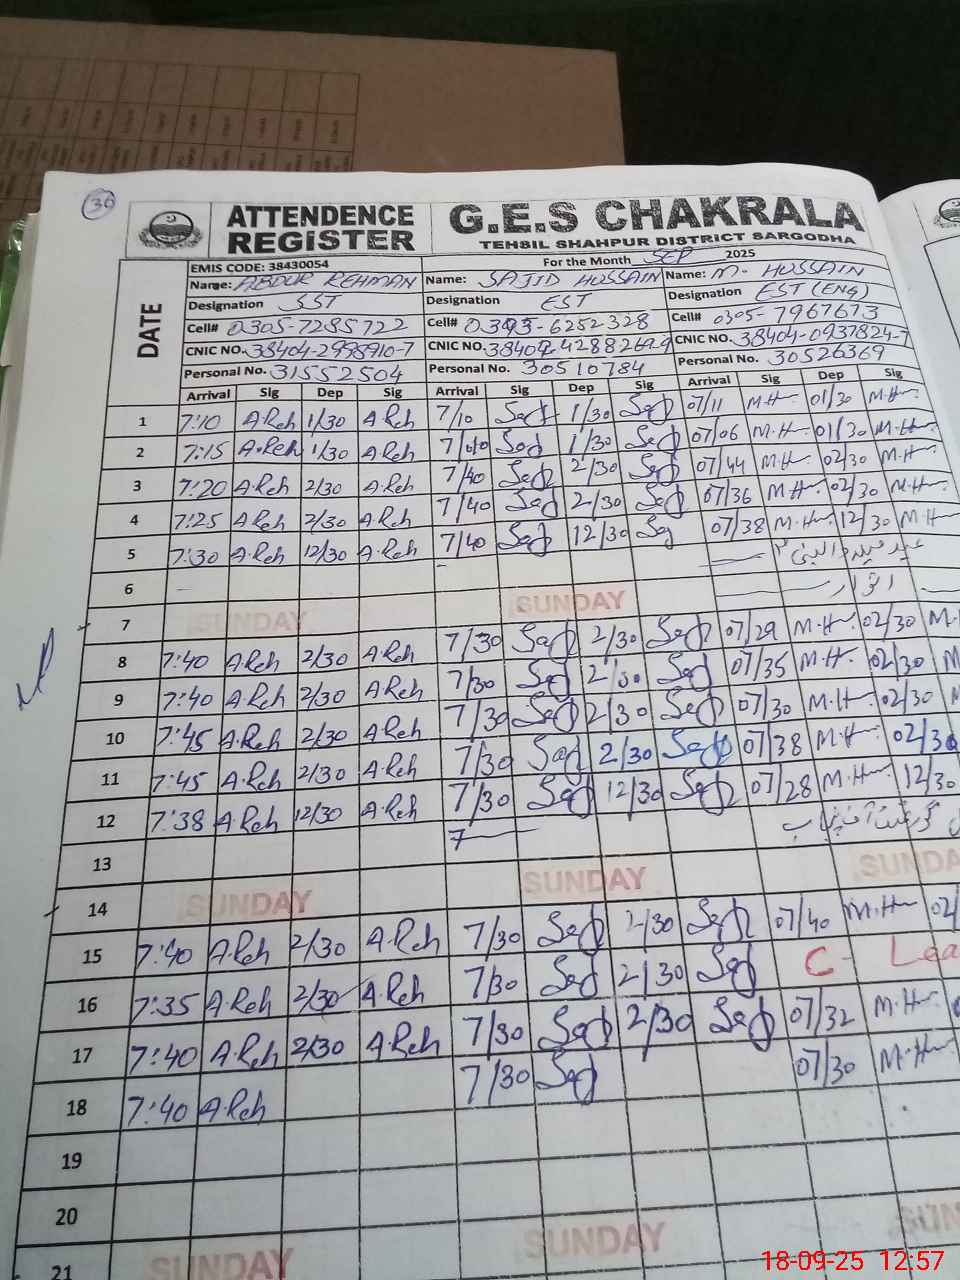 36
ATTENDENCE REGISTER
G.E.S CHAKRALA
TEHSIL SHAHPUR DISTRICT SARGODHA
EMIS CODE: 38430054 For the Month SEP 2025
DATE
Name: ABDUR REHMAN Name: SAJID HUSSAIN Name: M. HUSSAIN
Designation SST Designation EST Designation EST (ENG)
Cell# 0305-7285722 Cell# 0393-6252328 Cell# 0305-7967673
CNIC NO. 38404-2998910-7 CNIC NO. CNIC NO. 38404-0937824-7
Personal No. 31552504 Personal No. 30510784 Personal No. 30526369
Arrival Sig Dep Sig Arrival Sig Dep Sig Arrival Sig Dep Sig
1 7:10 A.Reh 1/30 A.Reh 7/10 Saj 1/30 Saj 07/11 M.H 01/30 M.H
2 7:15 A.Reh 1/30 A.Reh Saj 1/30 Saj 07/06 M.H 01/30 M.H
3 7:20 A.Reh 2/30 A.Reh 7/40 Saj 2/30 Saj 07/44 M.H 02/30 M.H
4 7:25 A.Reh 2/30 A.Reh 7/40 Saj 2/30 Saj 07/36 M.H 02/30 M.H
5 7:30 A.Reh 12/30 A.Reh 7/40 Saj 12/30 Saj 07/38 M.H 12/30 M.H
6 عید میلاد النبی
7 SUNDAY SUNDAY اتوار
8 7:40 A.Reh 2/30 A.Reh 7/30 Saj 2/30 Saj 07/29 M.H 02/30 M.H
9 7:40 A.Reh 2/30 A.Reh 7/30 Saj 2/30 Saj 07/35 M.H 02/30 M
10 7:45 A.Reh 2/30 A.Reh 7/30 Saj 2/30 Saj 07/30 M.H 02/30 M
11 7:45 A.Reh 2/30 A.Reh 7/30 Saj 2/30 Saj 07/38 M.H 02/30
12 7:38 A.Reh 12/30 A.Reh 7/30 Saj 12/30 Saj 07/28 M.H 12/30
13
14 SUNDAY SUNDAY SUNDA
15 7:40 A.Reh 2/30 A.Reh 7/30 Saj 2/30 Saj 07/40 M.H 02/
16 7:35 A.Reh 2/30 A.Reh 7/30 Saj 2/30 Saj C- Lea
17 7:40 A.Reh 2/30 A.Reh 7/30 Saj 2/30 Saj 07/32 M.H
18 7:40 A.Reh 7/30 Saj 07/30 M.H
19
20
21 SUNDAY SUNDAY SUN
18-09-25 12:57